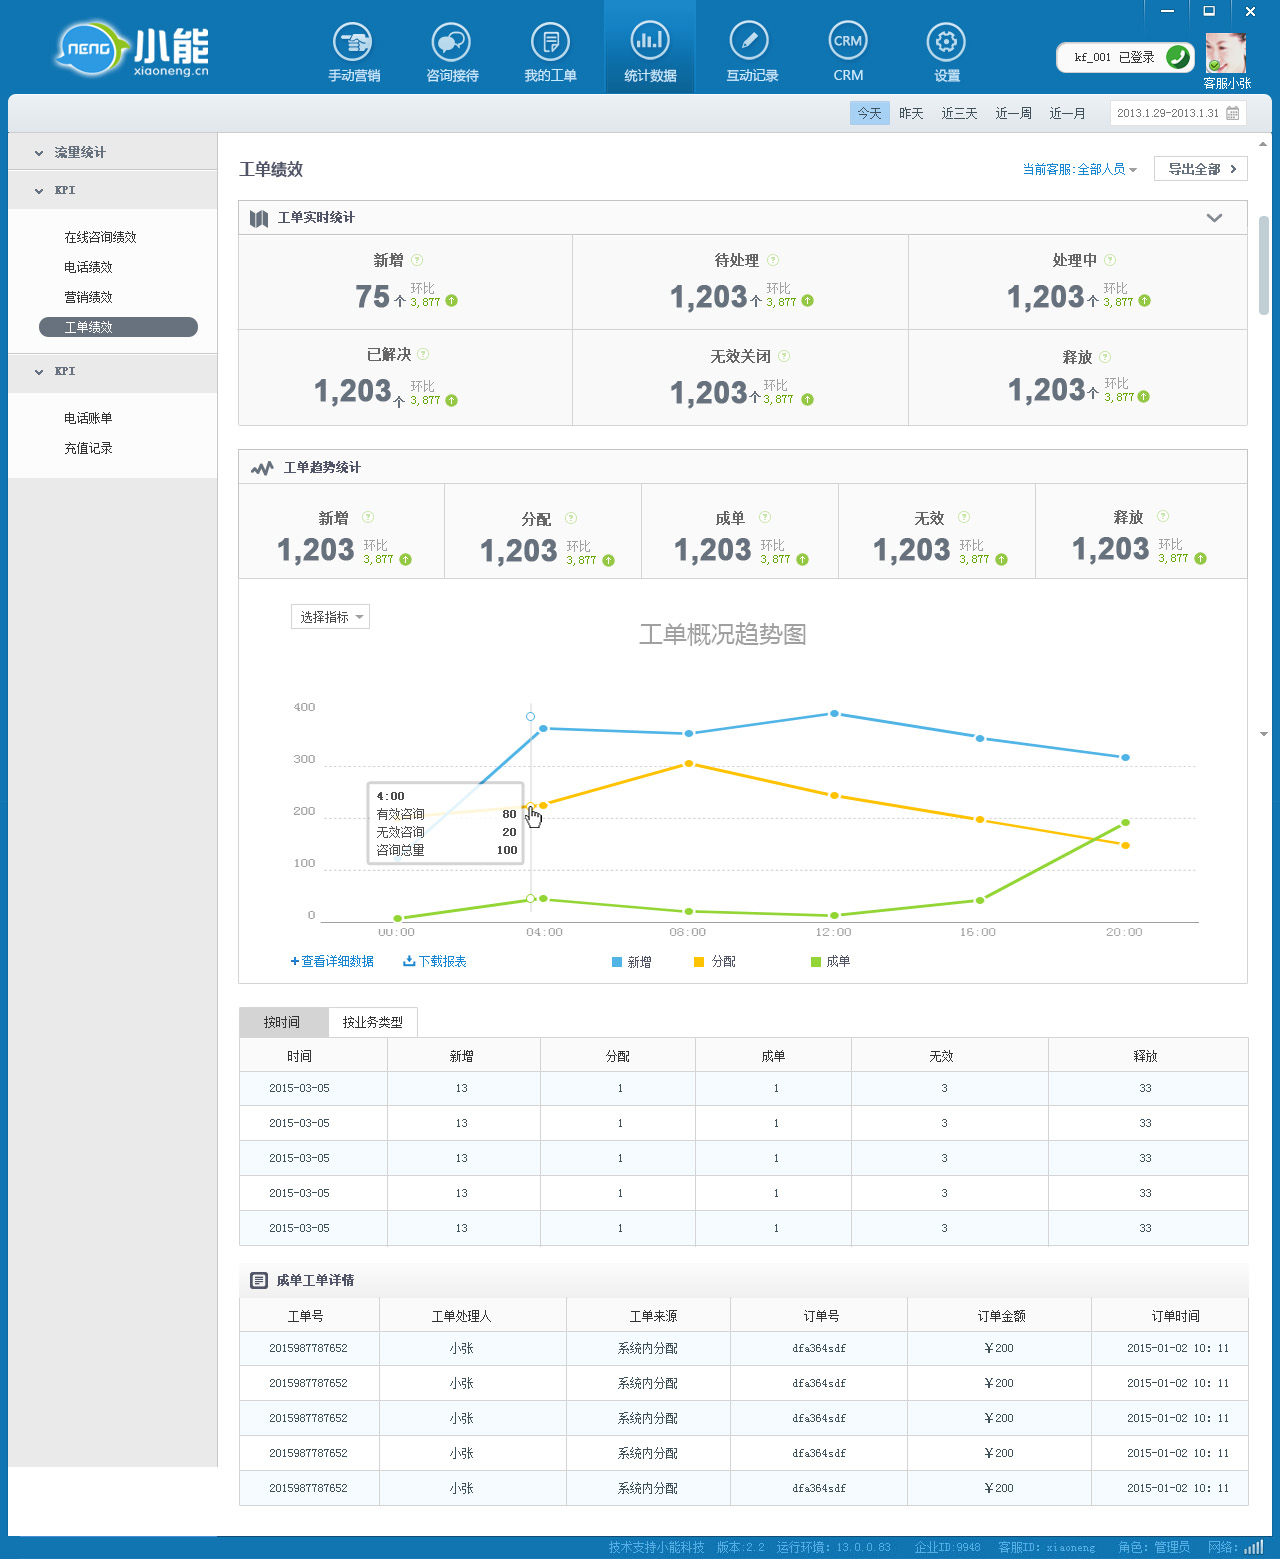 NENG 小能
xiaoneng.cn
手动营销 咨询接待 我的工单 统计数据 互动记录 CRM CRM 设置
kf_001 已登录
客服小张
今天 昨天 近三天 近一周 近一月 2013.1.29-2013.1.31
流量统计
KPI
在线咨询绩效
电话绩效
营销绩效
工单绩效
KPI
电话账单
充值记录
工单绩效 当前客服:全部人员 导出全部
工单实时统计
新增 ? 待处理 ? 处理中 ?
75个 环比 3,877 1,203个 环比 3,877 1,203个 环比 3,877
已解决 ? 无效关闭 ? 释放 ?
1,203个 环比 3,877 1,203个 环比 3,877 1,203个 环比 3,877
工单趋势统计
新增 ? 分配 ? 成单 ? 无效 ? 释放 ?
1,203 环比 3,877 1,203 环比 3,877 1,203 环比 3,877 1,203 环比 3,877 1,203 环比 3,877
选择指标
工单概况趋势图
400
300
200
100
0
4:00
有效咨询 80
无效咨询 20
咨询总量 100
00:00 04:00 08:00 12:00 16:00 20:00
+查看详细数据 下载报表 新增 分配 成单
按时间 按业务类型
时间 新增 分配 成单 无效 释放
2015-03-05 13 1 1 3 33
2015-03-05 13 1 1 3 33
2015-03-05 13 1 1 3 33
2015-03-05 13 1 1 3 33
2015-03-05 13 1 1 3 33
成单工单详情
工单号 工单处理人 工单来源 订单号 订单金额 订单时间
2015987787652 小张 系统内分配 dfa364sdf ￥200 2015-01-02 10: 11
2015987787652 小张 系统内分配 dfa364sdf ￥200 2015-01-02 10: 11
2015987787652 小张 系统内分配 dfa364sdf ￥200 2015-01-02 10: 11
2015987787652 小张 系统内分配 dfa364sdf ￥200 2015-01-02 10: 11
2015987787652 小张 系统内分配 dfa364sdf ￥200 2015-01-02 10: 11
技术支持小能科技 版本:2.2 运行环境: 13.0.0.83 企业ID:9948 客服ID: xiaoneng 角色: 管理员 网络: